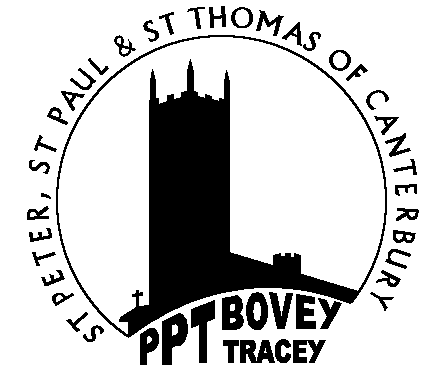 ST PETER, ST PAUL & ST THOMAS OF CANTERBURY
PPT BOVEY
TRACEY